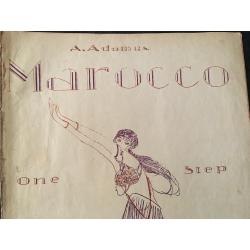 A. Adamus
Marocco
One Step